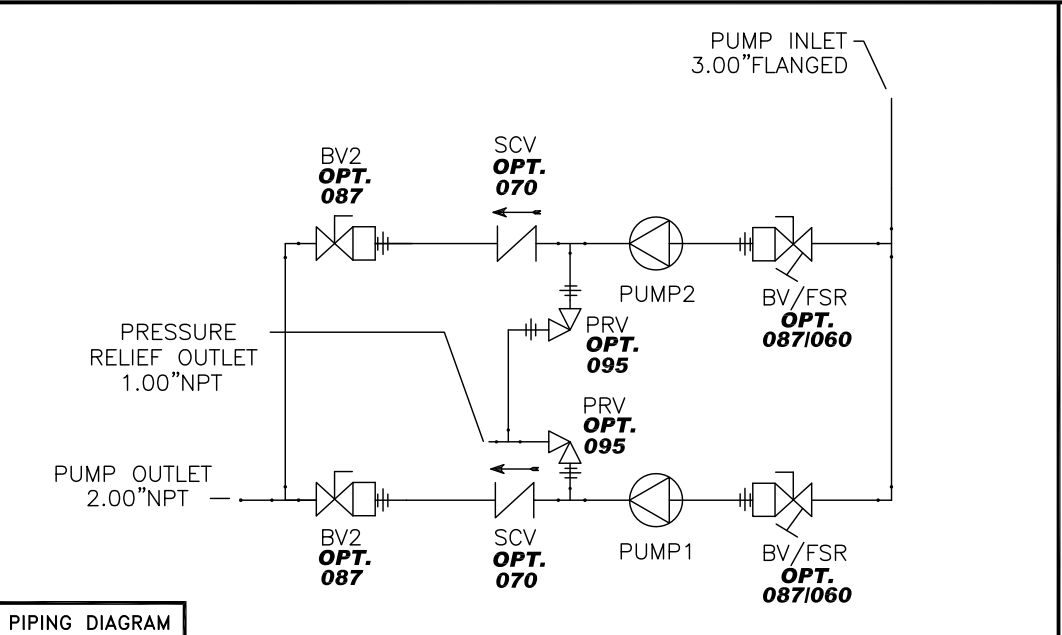 PUMP INLET
3.00"FLANGED
BV2
OPT.
087
SCV
OPT.
070
PUMP2
BV/FSR
OPT.
087/060
PRV
OPT.
095
PRESSURE
RELIEF OUTLET
1.00"NPT
PRV
OPT.
095
PUMP OUTLET
2.00"NPT
BV2
OPT.
087
SCV
OPT.
070
PUMP1
BV/FSR
OPT.
087/060
PIPING DIAGRAM